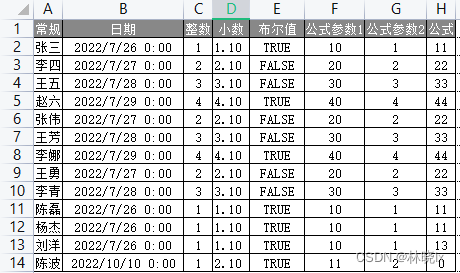 A B C D E F G H
1 常规 日期 整数 小数 布尔值 公式参数1 公式参数2 公式
2 张三 2022/7/26 0:00 1 1.10 TRUE 10 1 11
3 李四 2022/7/27 0:00 2 2.10 FALSE 20 2 22
4 王五 2022/7/28 0:00 3 3.10 FALSE 30 3 33
5 赵六 2022/7/29 0:00 4 4.10 TRUE 40 4 44
6 张伟 2022/7/27 0:00 2 2.10 FALSE 20 2 22
7 王芳 2022/7/28 0:00 3 3.10 FALSE 30 3 33
8 李娜 2022/7/29 0:00 4 4.10 TRUE 40 4 44
9 王勇 2022/7/27 0:00 2 2.10 FALSE 20 2 22
10 李青 2022/7/28 0:00 3 3.10 FALSE 30 3 33
11 陈磊 2022/7/26 0:00 1 1.10 TRUE 10 1 11
12 杨杰 2022/7/26 0:00 1 1.10 TRUE 10 1 11
13 刘洋 2022/7/26 0:00 1 1.10 TRUE 10 1 13
14 陈波 2022/10/10 0:00 1 2.10 TRUE 11 0
CSDN @林晓